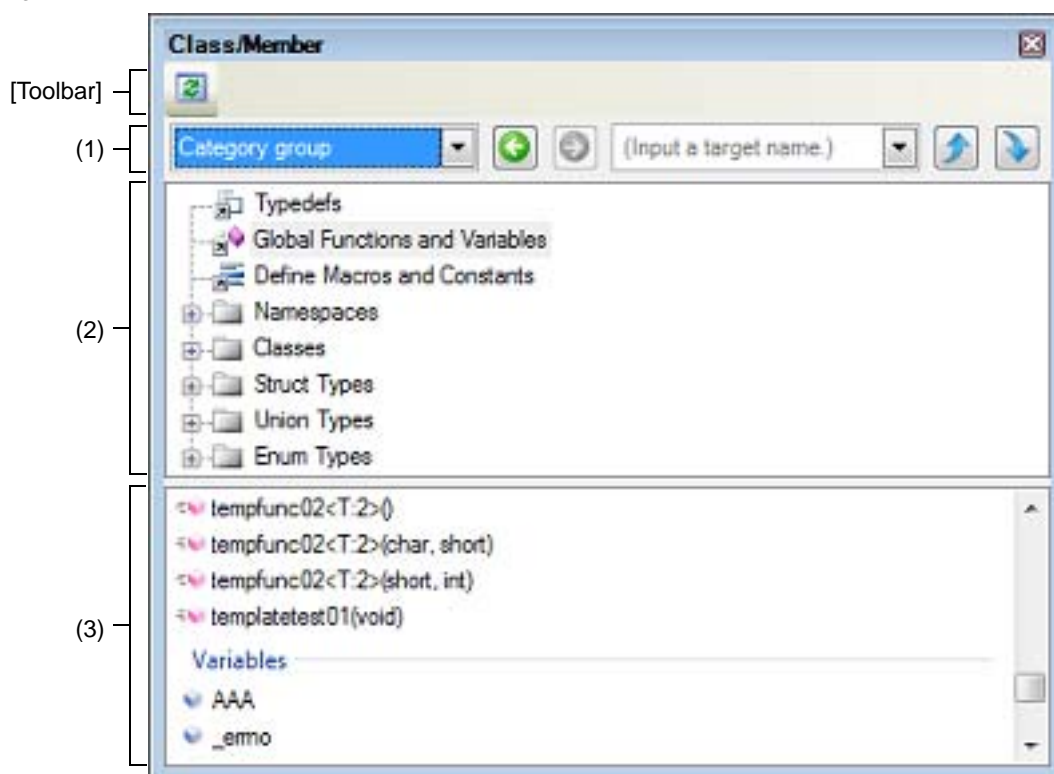 Class/Member
[Toolbar]
(1)
Category group
(Input a target name.)
(2)
Typedefs
Global Functions and Variables
Define Macros and Constants
Namespaces
Classes
Struct Types
Union Types
Enum Types
(3)
tempfunc02<T:2>()
tempfunc02<T:2>(char, short)
tempfunc02<T:2>(short, int)
templatetest01(void)
Variables
AAA
_errno